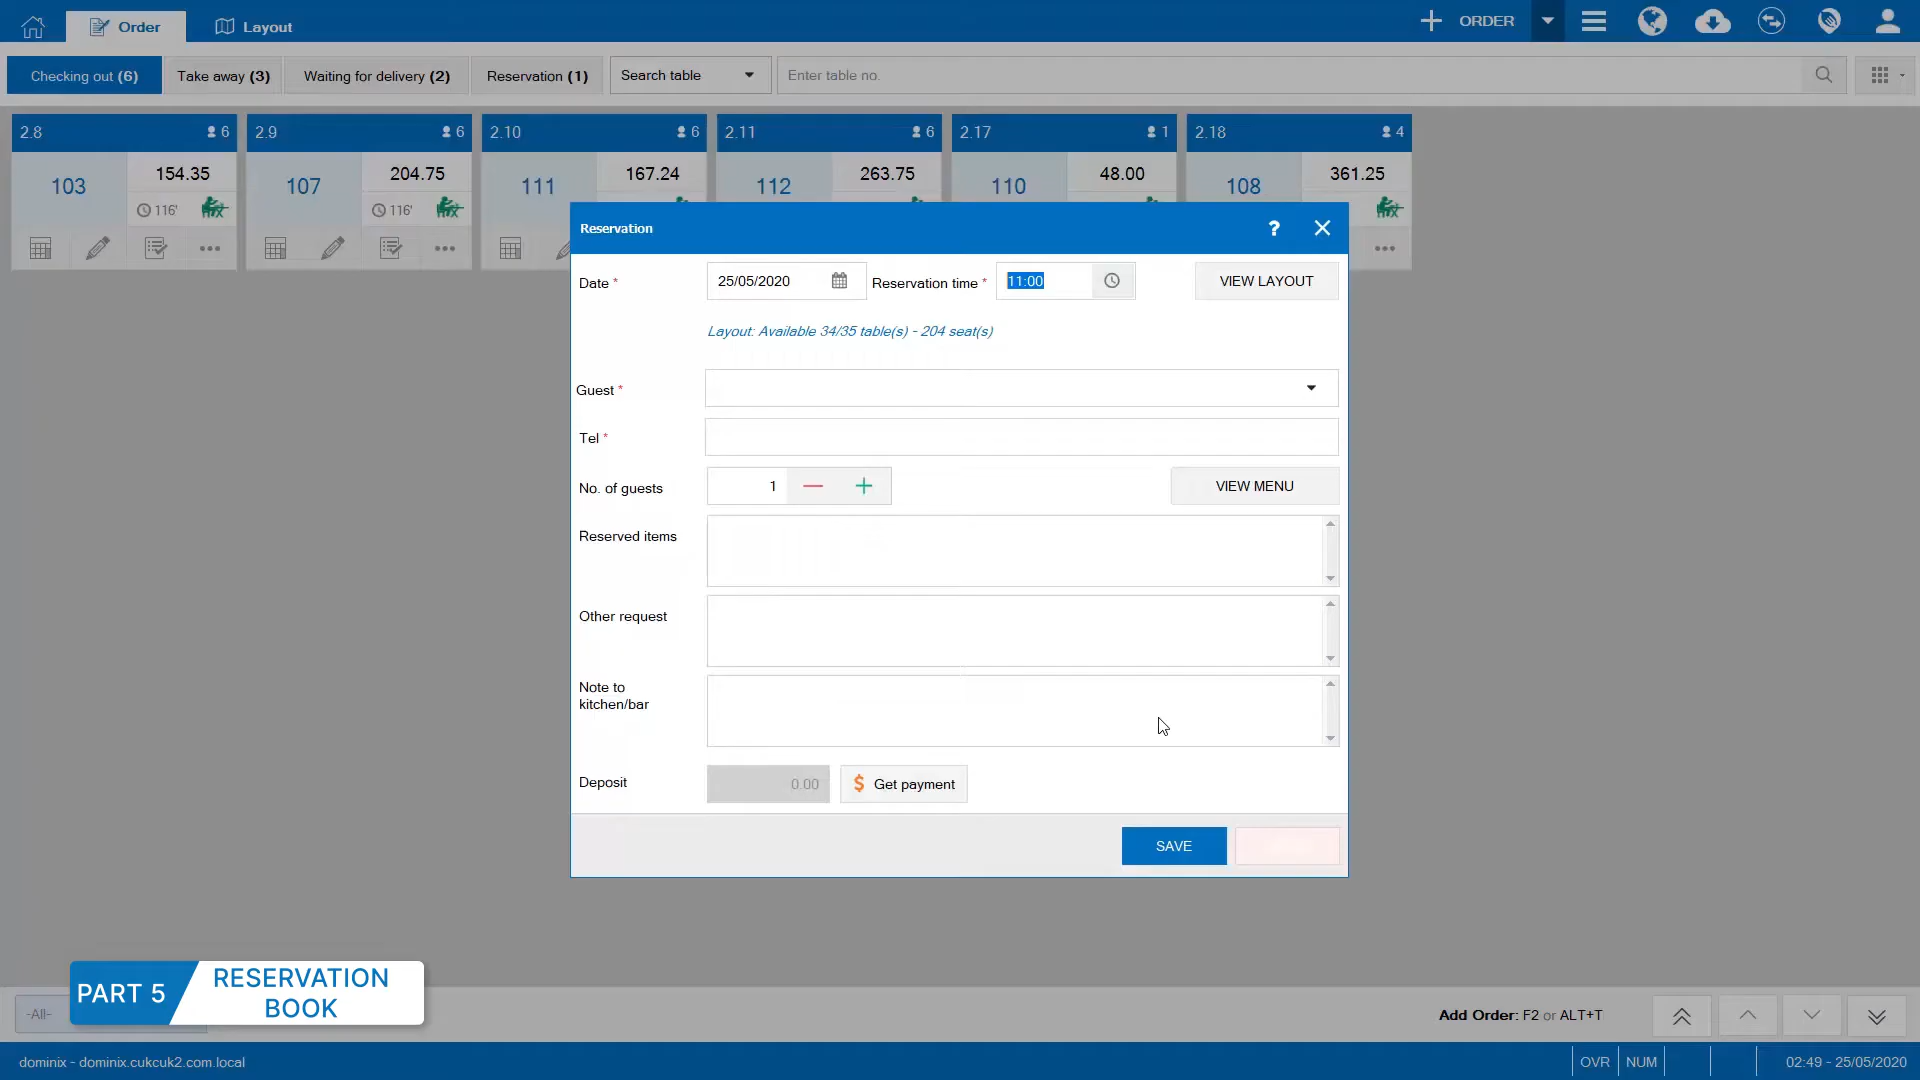 Order
Layout
ORDER
Checking out (6)
Take away (3)
Waiting for delivery (2)
Reservation (1)
Search table
Enter table no.
2.8
6
2.9
6
2.10
6
2.11
6
2.17
1
2.18
4
103
154.35
116'
107
204.75
116'
111
167.24
112
263.75
110
48.00
108
361.25
Reservation
?
Date *
25/05/2020
Reservation time *
11:00
VIEW LAYOUT
Layout: Available 34/35 table(s) - 204 seat(s)
Guest *
Tel *
No. of guests
1
VIEW MENU
Reserved items
Other request
Note to
kitchen/bar
Deposit
0.00
$ Get payment
SAVE
PART 5
RESERVATION
BOOK
-All-
Add Order: F2 or ALT+T
dominix - dominix.cukcuk2.com.local
OVR
NUM
02:49 - 25/05/2020